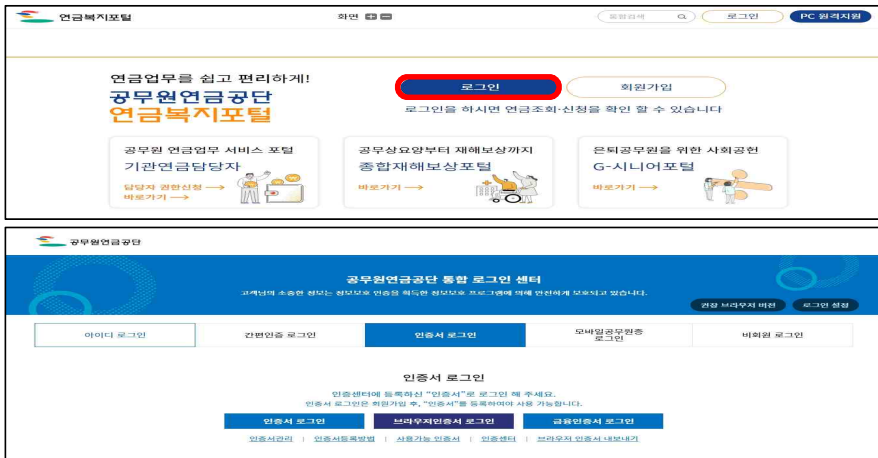 연금복지포털
화면
통합검색
로그인
PC 원격지원
연금업무를 쉽고 편리하게!
공무원연금공단
연금복지포털
로그인
회원가입
로그인을 하시면 연금조회·신청을 확인 할 수 있습니다
공무원 연금업무 서비스 포털
기관연금담당자
담당자 권한신청 →
바로가기 →
공무상요양부터 재해보상까지
종합재해보상포털
바로가기 →
은퇴공무원을 위한 사회공헌
G-시니어포털
바로가기 →
공무원연금공단
공무원연금공단 통합 로그인 센터
고객님의 소중한 정보는 정보보호 인증을 획득한 정보보호 프로그램에 의해 안전하게 보호되고 있습니다.
권장 브라우저 버전
로그인 설정
아이디 로그인
간편인증 로그인
인증서 로그인
모바일공무원증
로그인
비회원 로그인
인증서 로그인
인증센터에 등록하신 "인증서"로 로그인 해 주세요.
인증서 로그인은 회원가입 후, "인증서"를 등록하여야 사용 가능합니다.
인증서 로그인
브라우저인증서 로그인
금융인증서 로그인
인증서관리 | 인증서등록방법 | 사용가능 인증서 | 인증센터 | 브라우저 인증서 내보내기